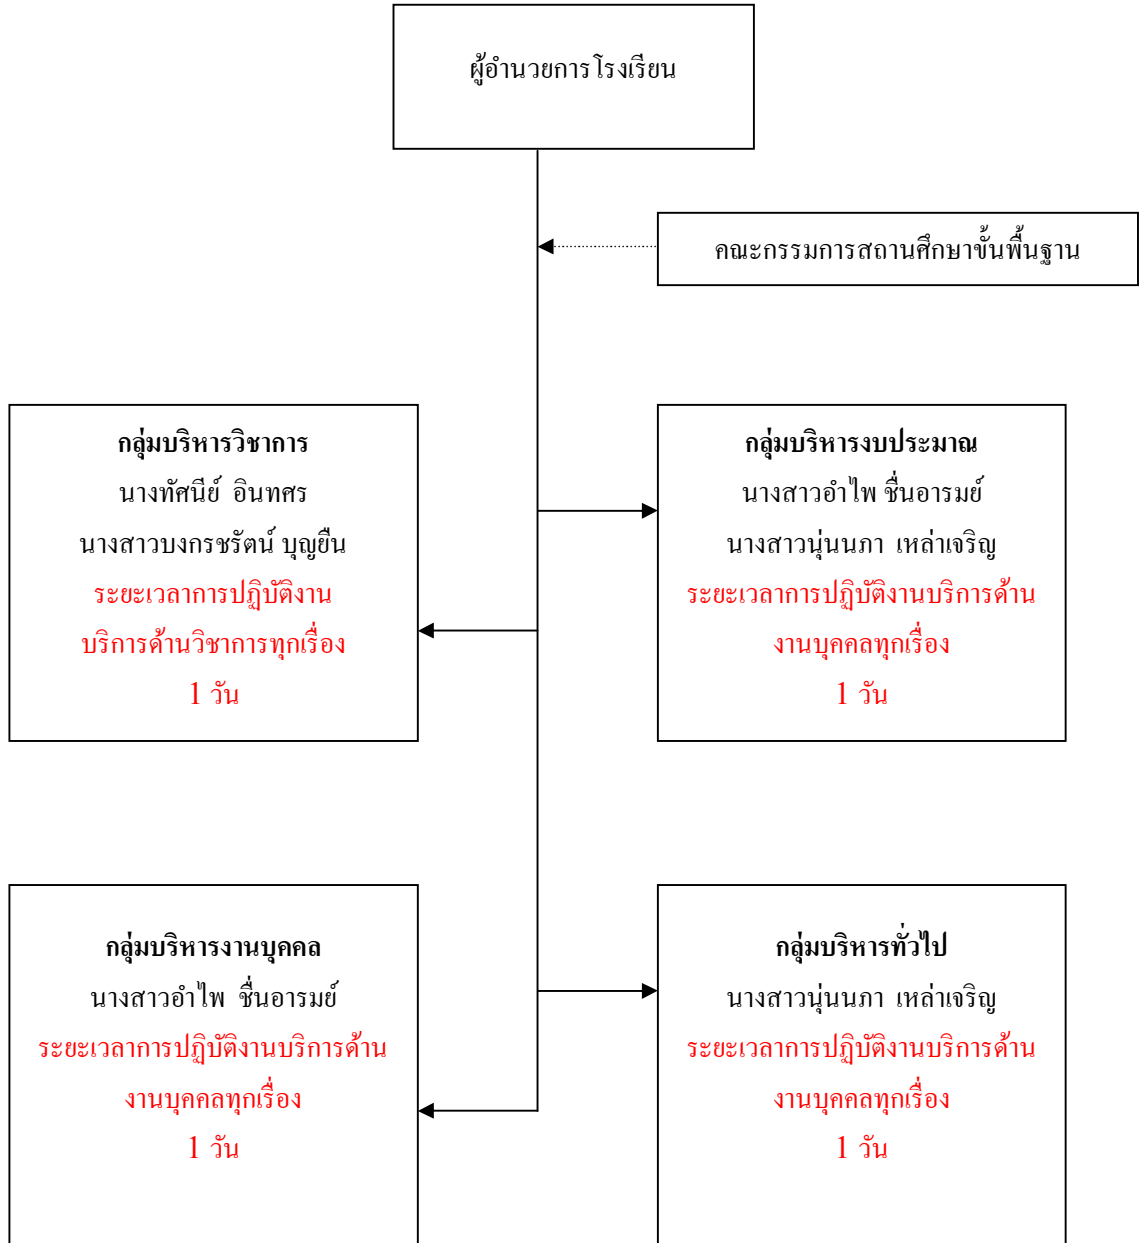 ผู้อำนวยการโรงเรียน
คณะกรรมการสถานศึกษาขั้นพื้นฐาน
กลุ่มบริหารวิชาการ
นางทัศนีย์ อินทศร
นางสาวบงกรชรัตน์ บุญยืน
ระยะเวลาการปฏิบัติงาน
บริการด้านวิชาการทุกเรื่อง
1 วัน
กลุ่มบริหารงบประมาณ
นางสาวอำไพ ชื่นอารมย์
นางสาวนุ่นนภา เหล่าเจริญ
ระยะเวลาการปฏิบัติงานบริการด้าน
งานบุคคลทุกเรื่อง
1 วัน
กลุ่มบริหารงานบุคคล
นางสาวอำไพ ชื่นอารมย์
ระยะเวลาการปฏิบัติงานบริการด้าน
งานบุคคลทุกเรื่อง
1 วัน
กลุ่มบริหารทั่วไป
นางสาวนุ่นนภา เหล่าเจริญ
ระยะเวลาการปฏิบัติงานบริการด้าน
งานบุคคลทุกเรื่อง
1 วัน